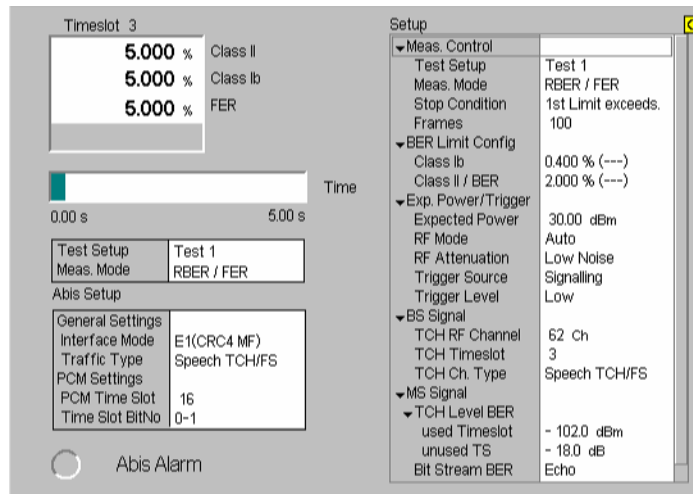 Timeslot 3
5.000 % Class II
5.000 % Class Ib
5.000 % FER
Time
0.00 s 5.00 s
Test Setup Test 1
Meas. Mode RBER / FER
Abis Setup
General Settings
Interface Mode E1(CRC4 MF)
Traffic Type Speech TCH/FS
PCM Settings
PCM Time Slot 16
Time Slot BitNo 0-1
Abis Alarm
Setup
Meas. Control
Test Setup Test 1
Meas. Mode RBER / FER
Stop Condition 1st Limit exceeds.
Frames 100
BER Limit Config
Class Ib 0.400 % (---)
Class II / BER 2.000 % (---)
Exp. Power/Trigger
Expected Power 30.00 dBm
RF Mode Auto
RF Attenuation Low Noise
Trigger Source Signalling
Trigger Level Low
BS Signal
TCH RF Channel 62 Ch
TCH Timeslot 3
TCH Ch. Type Speech TCH/FS
MS Signal
TCH Level BER
used Timeslot - 102.0 dBm
unused TS - 18.0 dB
Bit Stream BER Echo